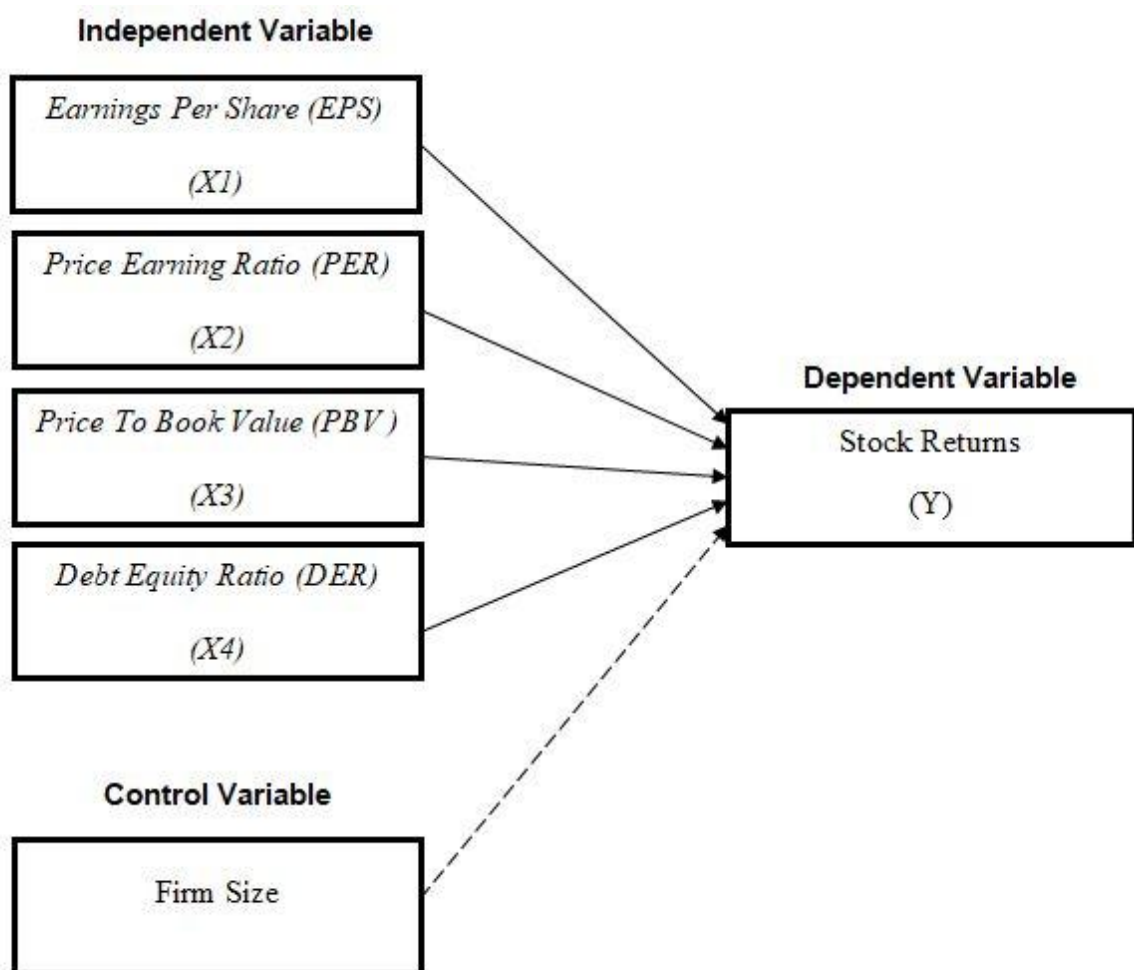 Independent Variable
Earnings Per Share (EPS)
(X1)
Price Earning Ratio (PER)
(X2)
Price To Book Value (PBV )
(X3)
Debt Equity Ratio (DER)
(X4)
Dependent Variable
Stock Returns
(Y)
Control Variable
Firm Size